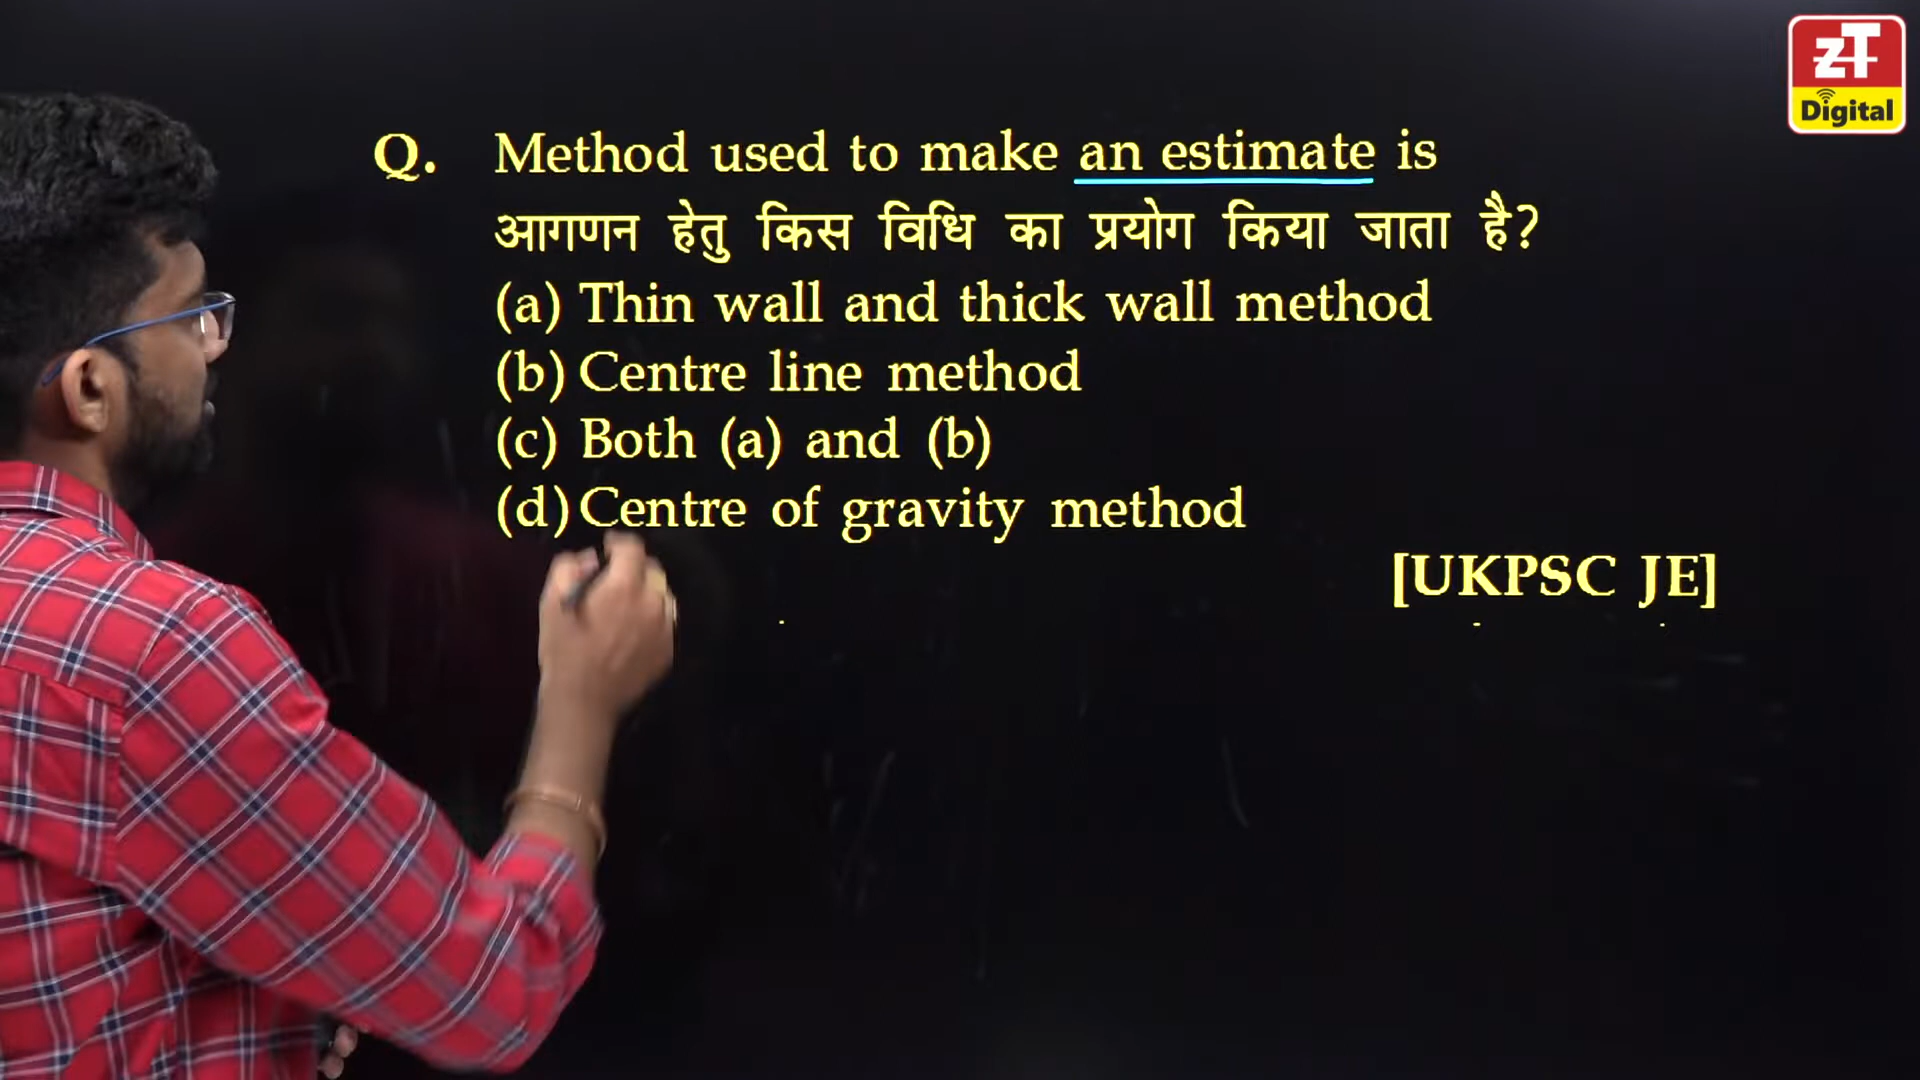 zT
Digital
Q. Method used to make an estimate is
आगणन हेतु किस विधि का प्रयोग किया जाता है?
(a) Thin wall and thick wall method
(b) Centre line method
(c) Both (a) and (b)
(d) Centre of gravity method
[UKPSC JE]